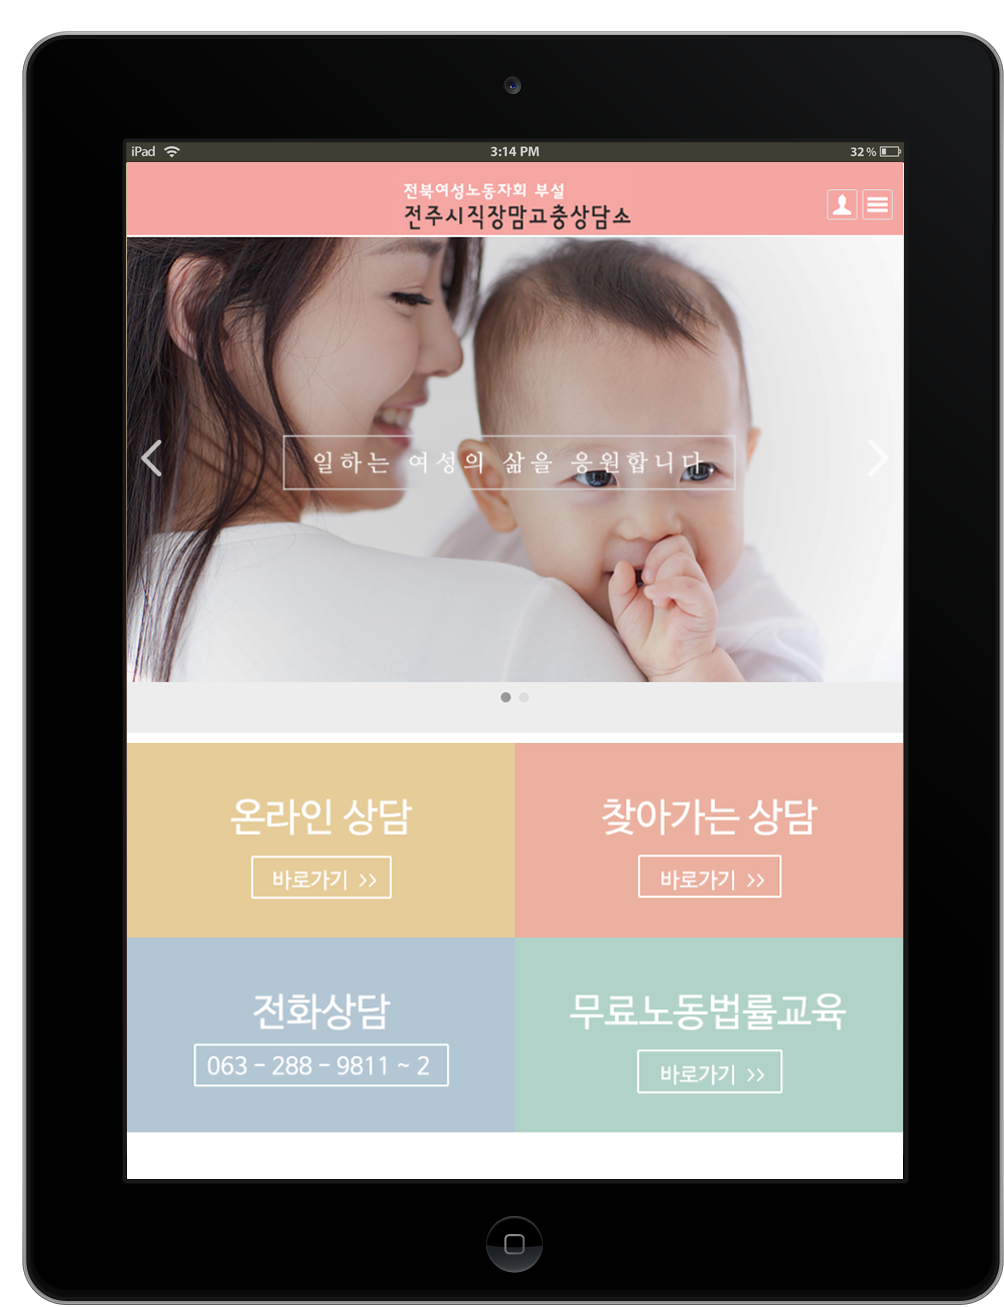 iPad 3:14 PM 32%
전북여성노동자회 부설
전주시직장맘고충상담소
일하는 여성의 삶을 응원합니다
온라인 상담
바로가기 >>
찾아가는 상담
바로가기 >>
전화상담
063 - 288 - 9811 ~ 2
무료노동법률교육
바로가기 >>